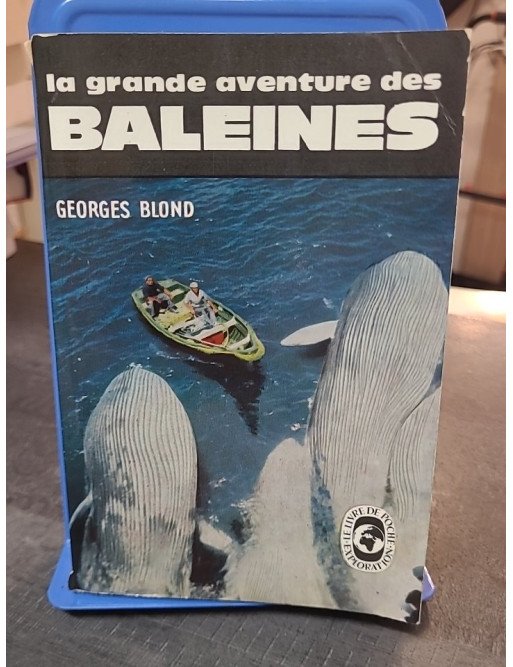 la grande aventure des
BALEINES
GEORGES BLOND
LE LIVRE DE POCHE
EXPLORATION